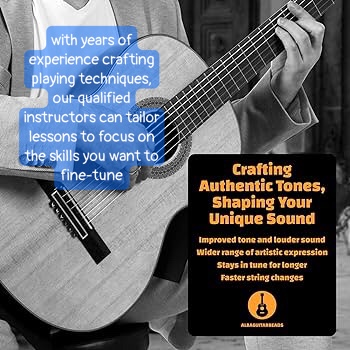 with years of
experience crafting
playing techniques,
our qualified
instructors can tailor
lessons to focus on
the skills you want to
fine-tune
Crafting
Authentic Tones,
Shaping Your
Unique Sound
Improved tone and louder sound
Wider range of artistic expression
Stays in tune for longer
Faster string changes
ALBAGUITARBEADS